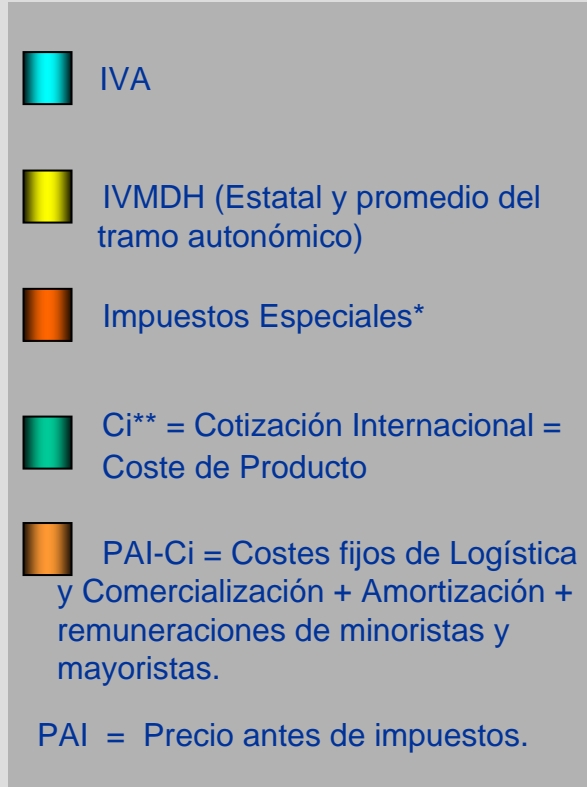 IVA
IVMDH (Estatal y promedio del
tramo autonómico)
Impuestos Especiales*
Ci** = Cotización Internacional =
Coste de Producto
PAI-Ci = Costes fijos de Logística
y Comercialización + Amortización +
remuneraciones de minoristas y
mayoristas.
PAI = Precio antes de impuestos.